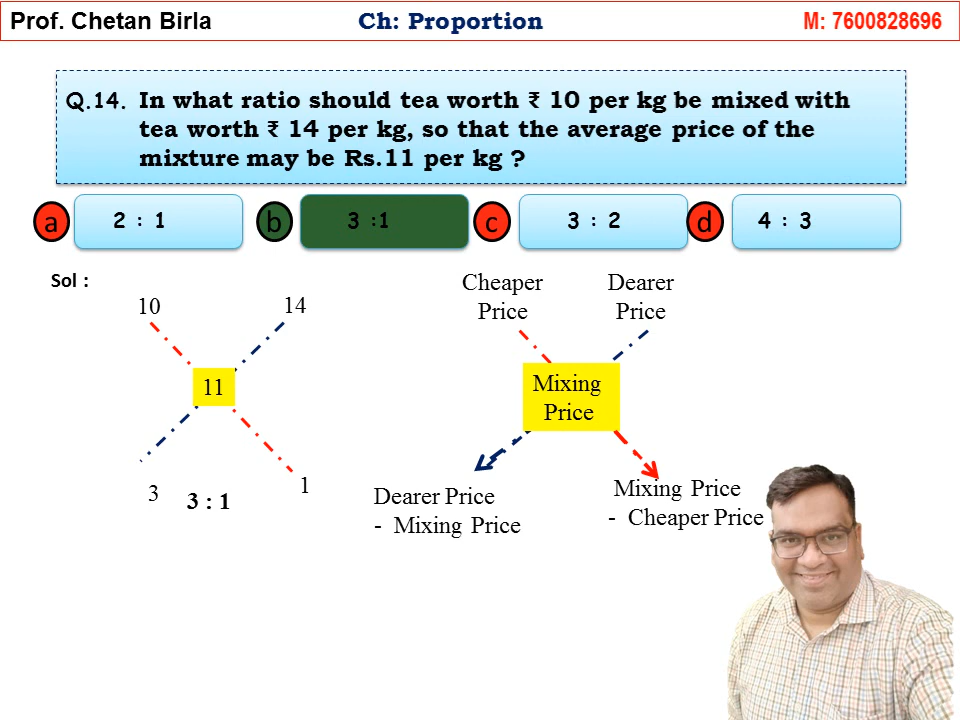 Prof. Chetan Birla Ch: Proportion M: 7600828696
Q.14. In what ratio should tea worth ₹ 10 per kg be mixed with
tea worth ₹ 14 per kg, so that the average price of the
mixture may be Rs.11 per kg ?
a 2 : 1 b 3 :1 c 3 : 2 d 4 : 3
Sol :
10 14
11
3 1
3 : 1
Cheaper
Price
Dearer
Price
Mixing
Price
Dearer Price
- Mixing Price
Mixing Price
- Cheaper Price